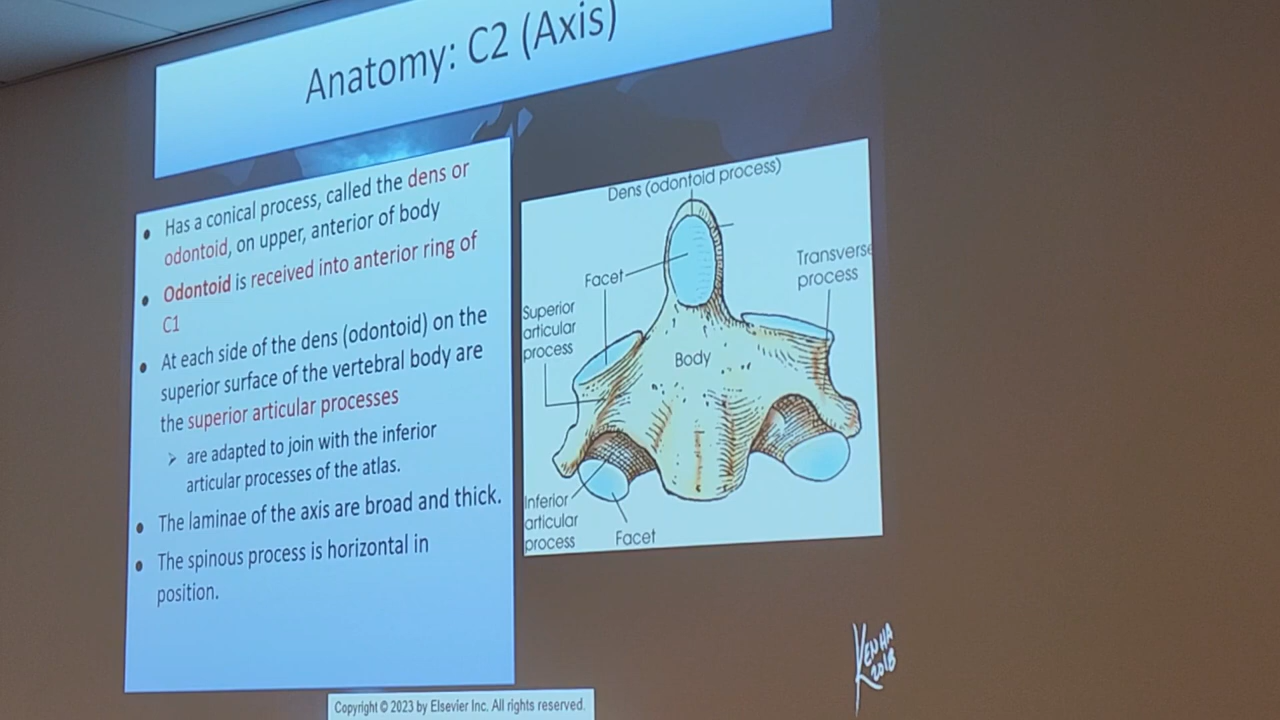 Anatomy: C2 (Axis)
• Has a conical process, called the dens or
odontoid, on upper, anterior of body
• Odontoid is received into anterior ring of
C1
• At each side of the dens (odontoid) on the
superior surface of the vertebral body are
the superior articular processes
➢ are adapted to join with the inferior
articular processes of the atlas.
• The laminae of the axis are broad and thick.
• The spinous process is horizontal in
position.
Dens (odontoid process)
Facet
Transverse
process
Superior
articular
process
Body
Inferior
articular
process
Facet
KENHA
2018
Copyright © 2023 by Elsevier Inc. All rights reserved.